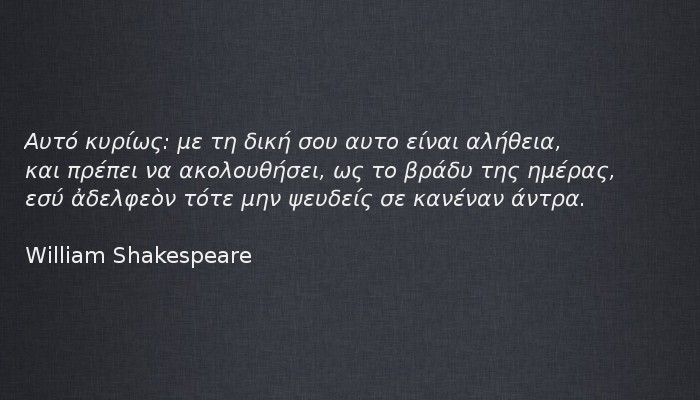 Αυτό κυρίως: με τη δική σου αυτο είναι αλήθεια,
και πρέπει να ακολουθήσει, ως το βράδυ της ημέρας,
εσύ ἀδελφεὸν τότε μην ψευδείς σε κανέναν άντρα.
William Shakespeare